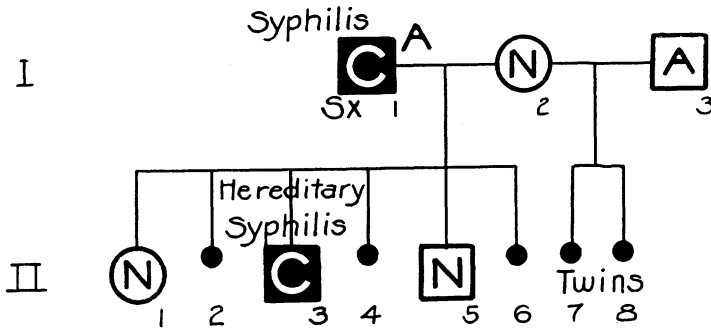 Syphilis
I
C A N A
Sx 1 2 3
Hereditary
Syphilis
II
N C N Twins
1 2 3 4 5 6 7 8